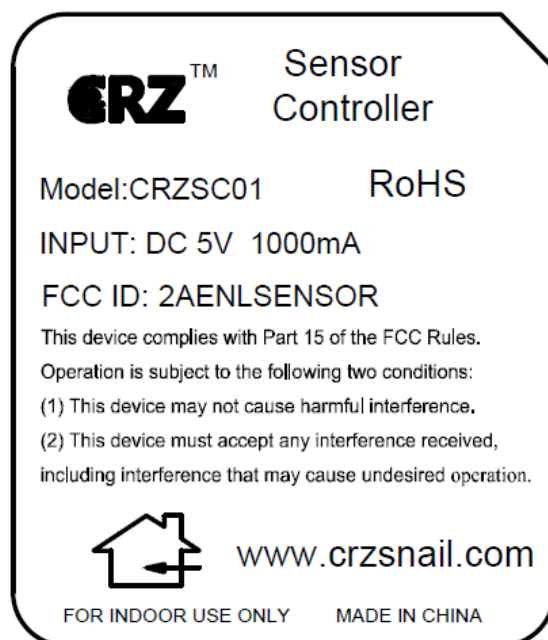 CRZ™ Sensor
Controller
Model:CRZSC01 RoHS
INPUT: DC 5V 1000mA
FCC ID: 2AENLSENSOR
This device complies with Part 15 of the FCC Rules.
Operation is subject to the following two conditions:
(1) This device may not cause harmful interference.
(2) This device must accept any interference received,
including interference that may cause undesired operation.
www.crzsnail.com
FOR INDOOR USE ONLY MADE IN CHINA